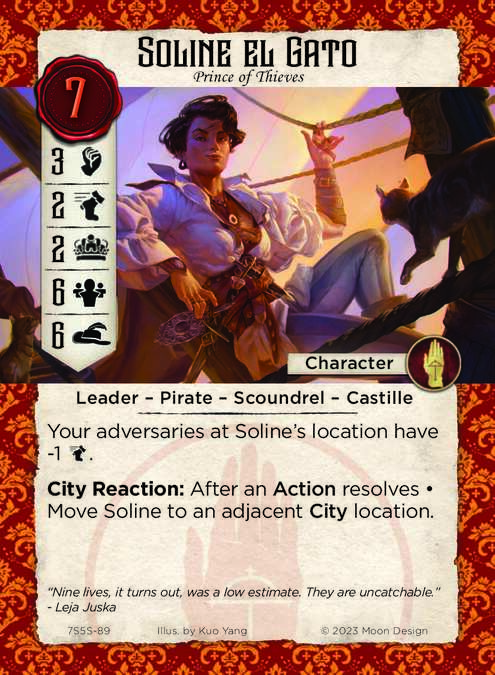 Soline el Gato
Prince of Thieves
7
3
2
2
6
6
Character
Leader – Pirate – Scoundrel – Castille
Your adversaries at Soline's location have
-1 .
City Reaction: After an Action resolves •
Move Soline to an adjacent City location.
"Nine lives, it turns out, was a low estimate. They are uncatchable."
- Leja Juska
7S5S-89 Illus. by Kuo Yang © 2023 Moon Design